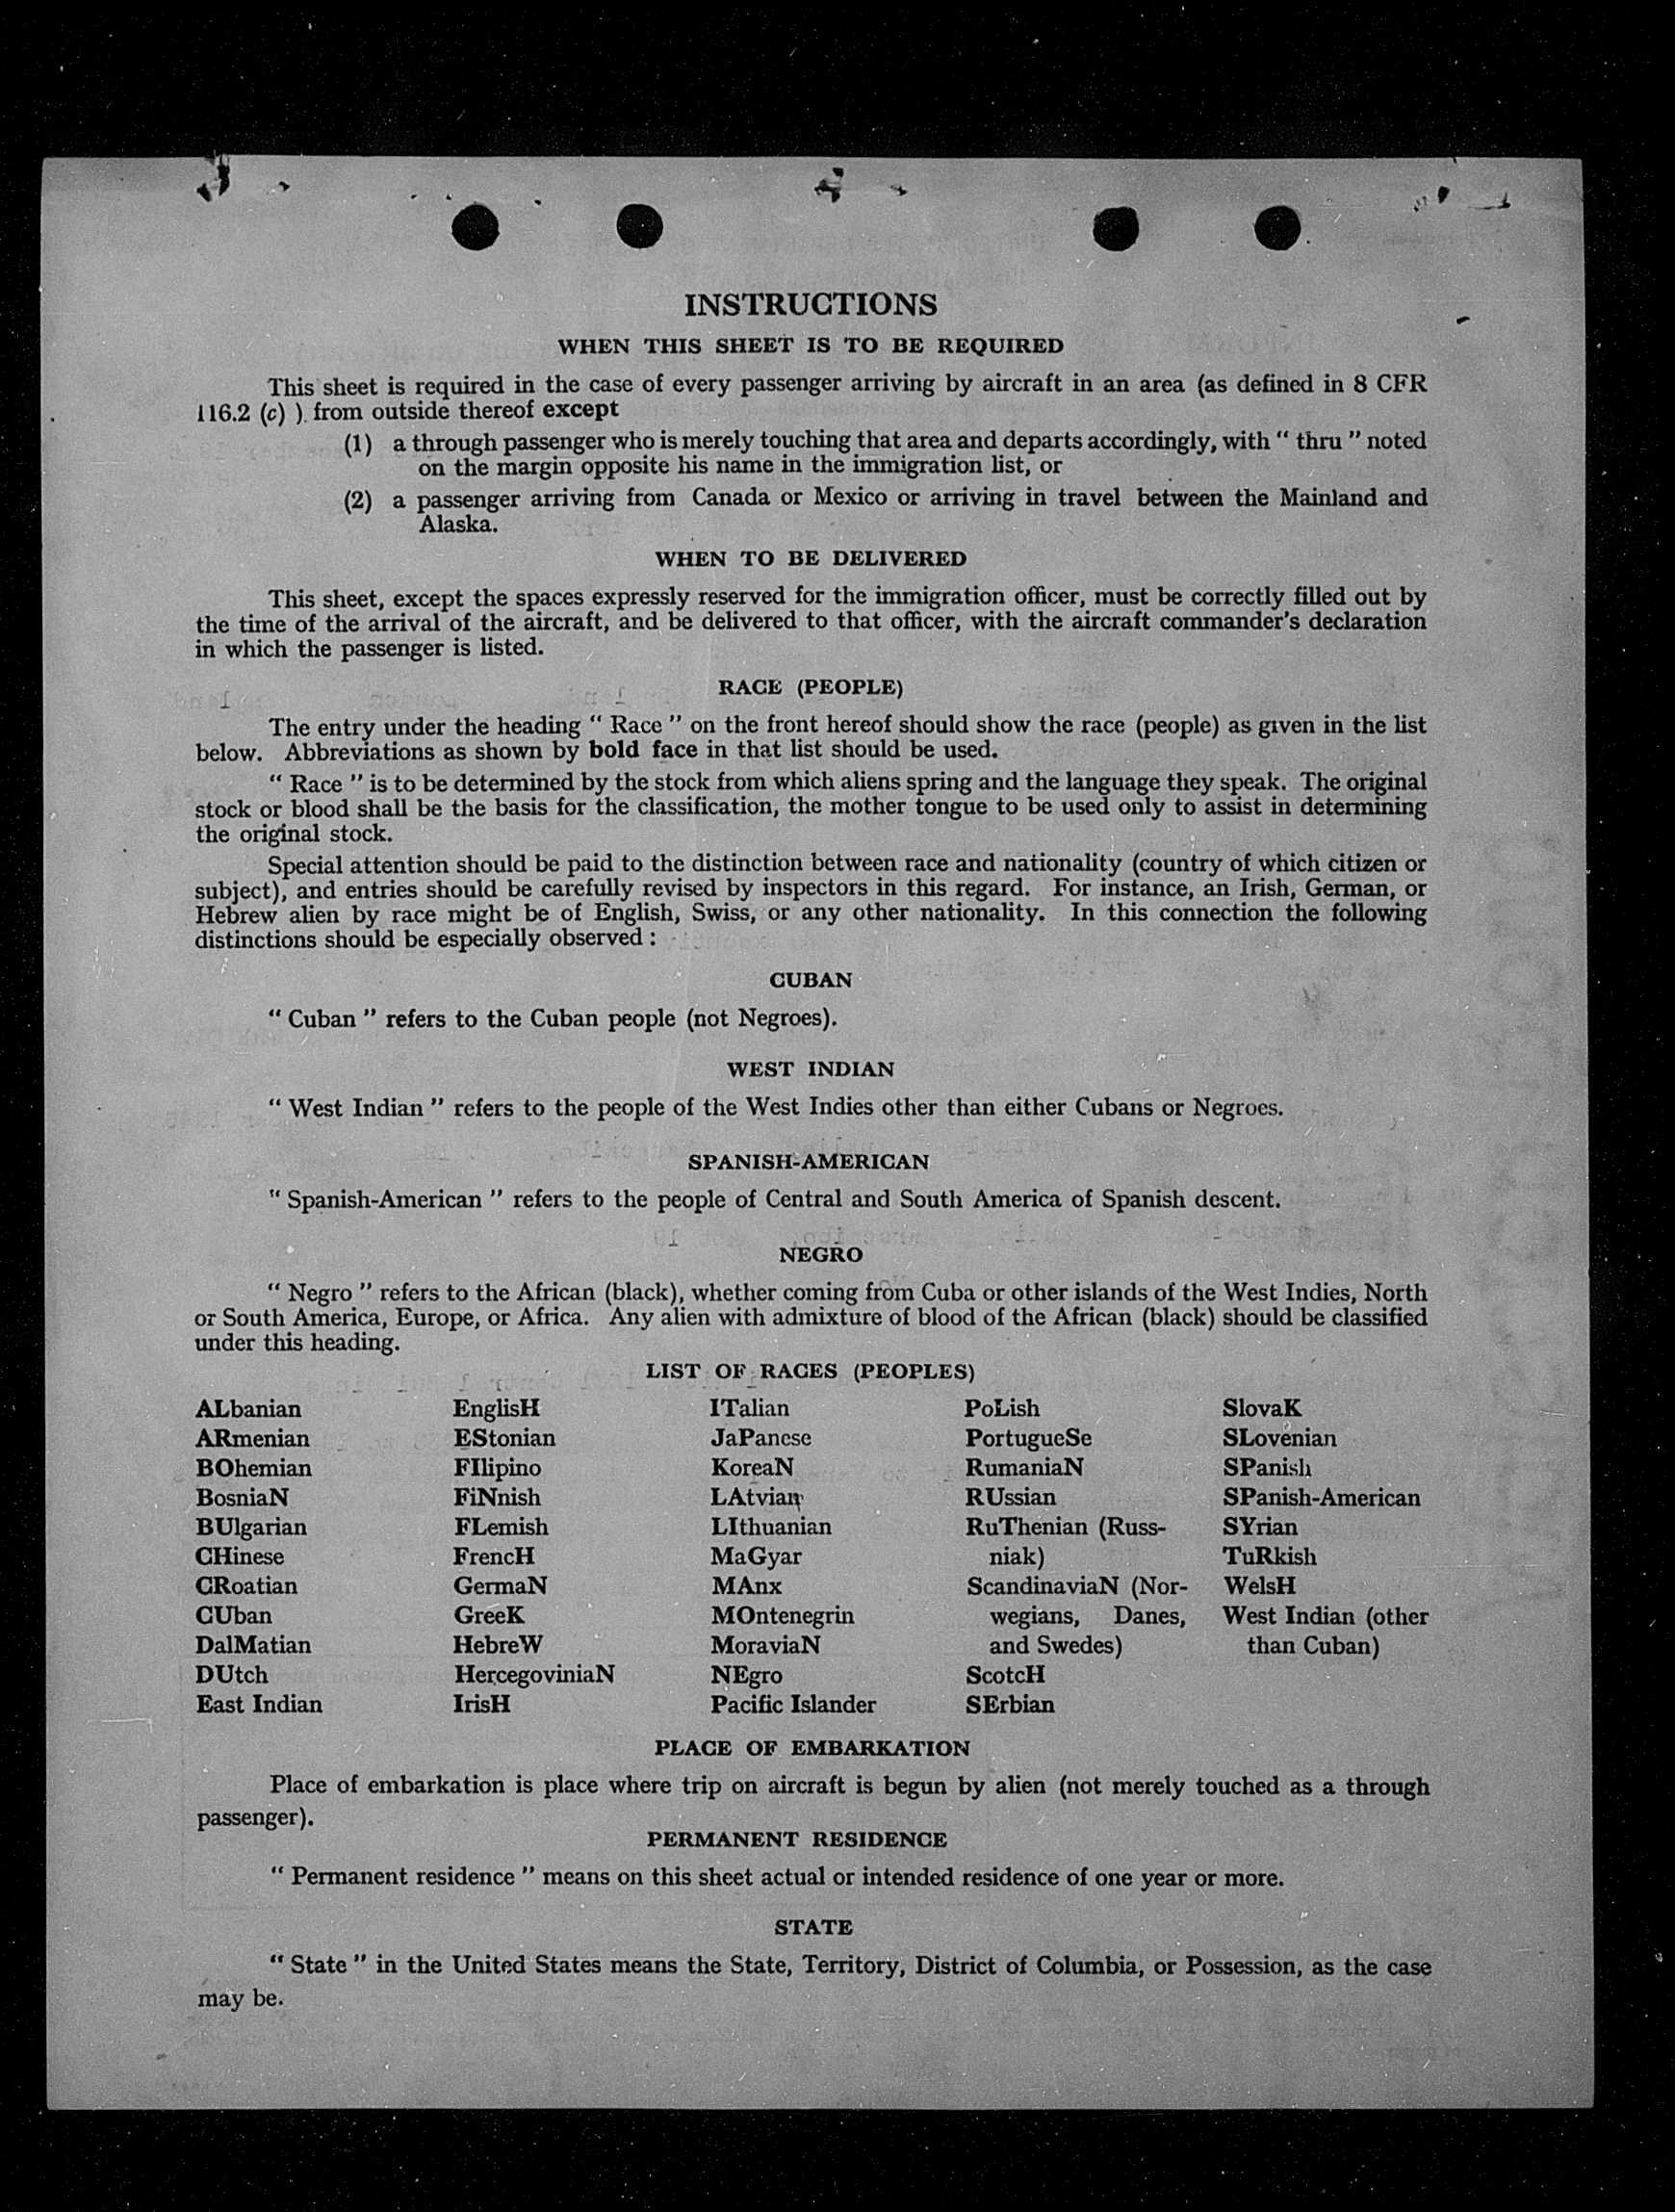 INSTRUCTIONS
WHEN THIS SHEET IS TO BE REQUIRED
This sheet is required in the case of every passenger arriving by aircraft in an area (as defined in 8 CFR
116.2 (c) ) from outside thereof except
(1) a through passenger who is merely touching that area and departs accordingly, with “ thru ” noted
on the margin opposite his name in the immigration list, or
(2) a passenger arriving from Canada or Mexico or arriving in travel between the Mainland and
Alaska.
WHEN TO BE DELIVERED
This sheet, except the spaces expressly reserved for the immigration officer, must be correctly filled out by
the time of the arrival of the aircraft, and be delivered to that officer, with the aircraft commander's declaration
in which the passenger is listed.
RACE (PEOPLE)
The entry under the heading “ Race ” on the front hereof should show the race (people) as given in the list
below. Abbreviations as shown by bold face in that list should be used.
“ Race ” is to be determined by the stock from which aliens spring and the language they speak. The original
stock or blood shall be the basis for the classification, the mother tongue to be used only to assist in determining
the original stock.
Special attention should be paid to the distinction between race and nationality (country of which citizen or
subject), and entries should be carefully revised by inspectors in this regard. For instance, an Irish, German, or
Hebrew alien by race might be of English, Swiss, or any other nationality. In this connection the following
distinctions should be especially observed :
CUBAN
“ Cuban ” refers to the Cuban people (not Negroes).
WEST INDIAN
“ West Indian ” refers to the people of the West Indies other than either Cubans or Negroes.
SPANISH-AMERICAN
“ Spanish-American ” refers to the people of Central and South America of Spanish descent.
NEGRO
“ Negro ” refers to the African (black), whether coming from Cuba or other islands of the West Indies, North
or South America, Europe, or Africa. Any alien with admixture of blood of the African (black) should be classified
under this heading.
LIST OF RACES (PEOPLES)
ALbanian
ARmenian
BOhemian
BosniaN
BUlgarian
CHinese
CRoatian
CUban
DalMatian
DUtch
East Indian
EnglisH
EStonian
FIlipino
FiNnish
FLemish
FrencH
GermaN
GreeK
HebreW
HercegoviniaN
IrisH
ITalian
JaPanese
KoreaN
LAtvian
LIthuanian
MaGyar
MAnx
MOntenegrin
MoraviaN
NEgro
Pacific Islander
PoLish
PortugueSe
RumaniaN
RUssian
RuThenian (Russ-
niak)
ScandinaviaN (Nor-
wegians, Danes,
and Swedes)
ScotcH
SErbian
SlovaK
SLovenian
SPanish
SPanish-American
SYrian
TuRkish
WelsH
West Indian (other
than Cuban)
PLACE OF EMBARKATION
Place of embarkation is place where trip on aircraft is begun by alien (not merely touched as a through
passenger).
PERMANENT RESIDENCE
“ Permanent residence ” means on this sheet actual or intended residence of one year or more.
STATE
“ State ” in the United States means the State, Territory, District of Columbia, or Possession, as the case
may be.